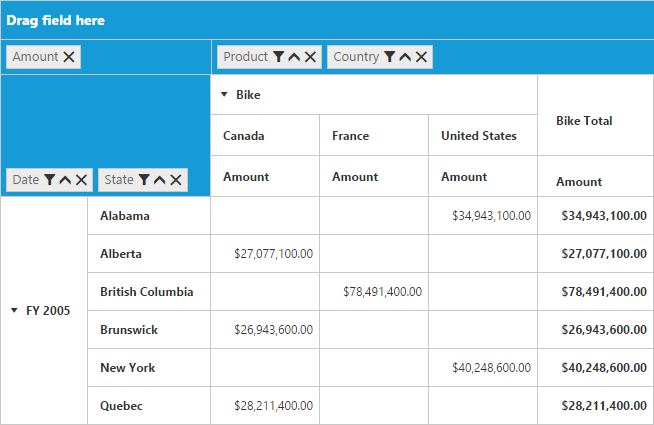 Drag field here
Amount
Product Country
Bike
Bike Total
Canada France United States
Date State
Amount Amount Amount Amount
FY 2005
Alabama $34,943,100.00 $34,943,100.00
Alberta $27,077,100.00 $27,077,100.00
British Columbia $78,491,400.00 $78,491,400.00
Brunswick $26,943,600.00 $26,943,600.00
New York $40,248,600.00 $40,248,600.00
Quebec $28,211,400.00 $28,211,400.00